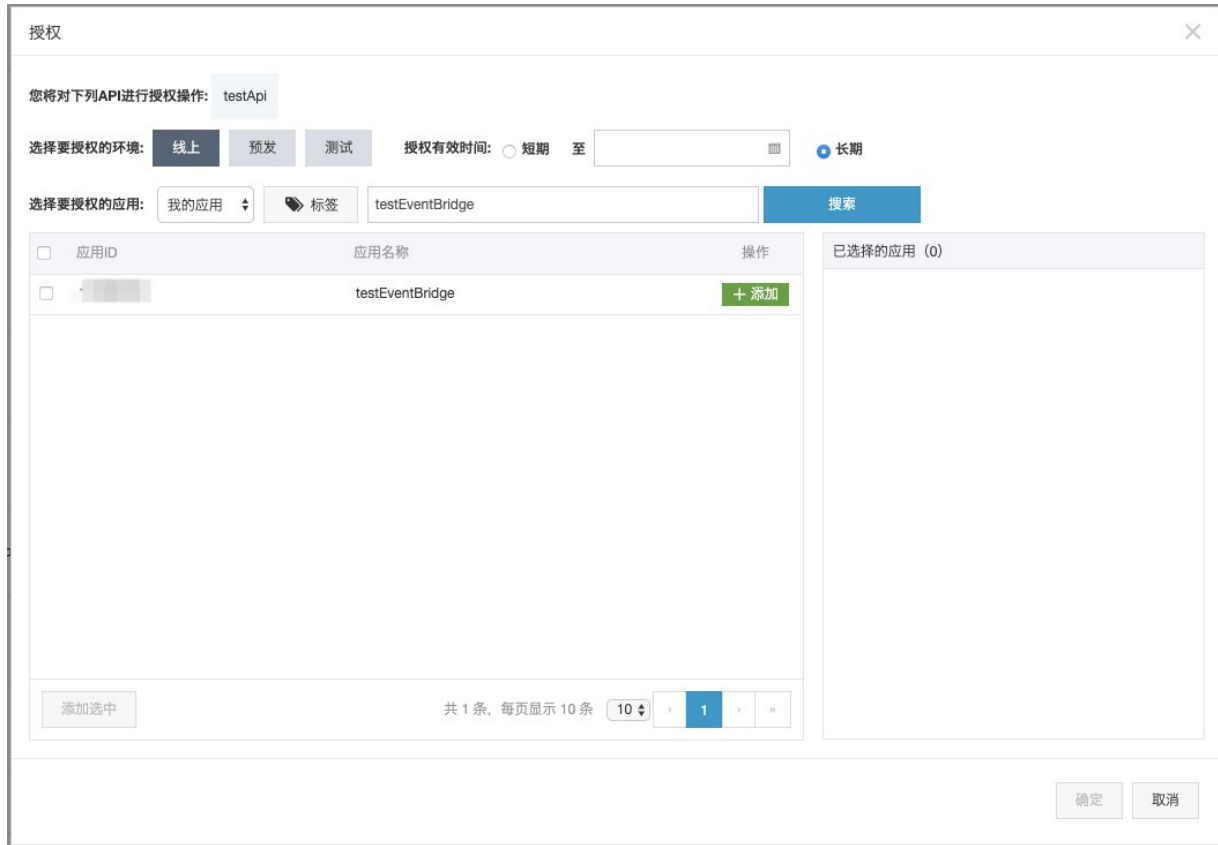 授权
您将对下列API进行授权操作: testApi
选择要授权的环境: 线上 预发 测试 授权有效时间: 短期 至 长期
选择要授权的应用: 我的应用 标签 testEventBridge 搜索
应用ID 应用名称 操作 已选择的应用（0）
testEventBridge ＋添加
添加选中 共 1 条, 每页显示 10 条 10 ‹ 1 › »
确定 取消